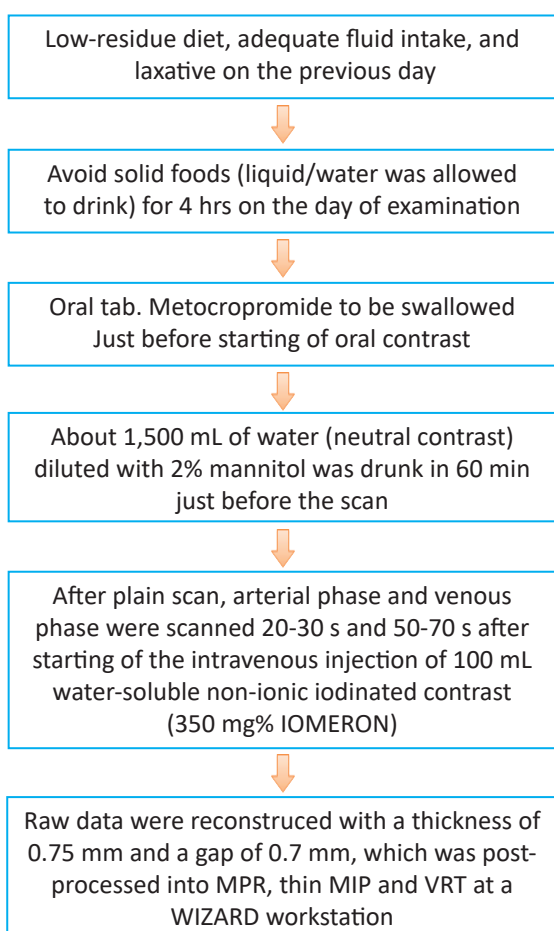 Low-residue diet, adequate fluid intake, and
laxative on the previous day
Avoid solid foods (liquid/water was allowed
to drink) for 4 hrs on the day of examination
Oral tab. Metocropromide to be swallowed
Just before starting of oral contrast
About 1,500 mL of water (neutral contrast)
diluted with 2% mannitol was drunk in 60 min
just before the scan
After plain scan, arterial phase and venous
phase were scanned 20-30 s and 50-70 s after
starting of the intravenous injection of 100 mL
water-soluble non-ionic iodinated contrast
(350 mg% IOMERON)
Raw data were reconstruced with a thickness of
0.75 mm and a gap of 0.7 mm, which was post-
processed into MPR, thin MIP and VRT at a
WIZARD workstation